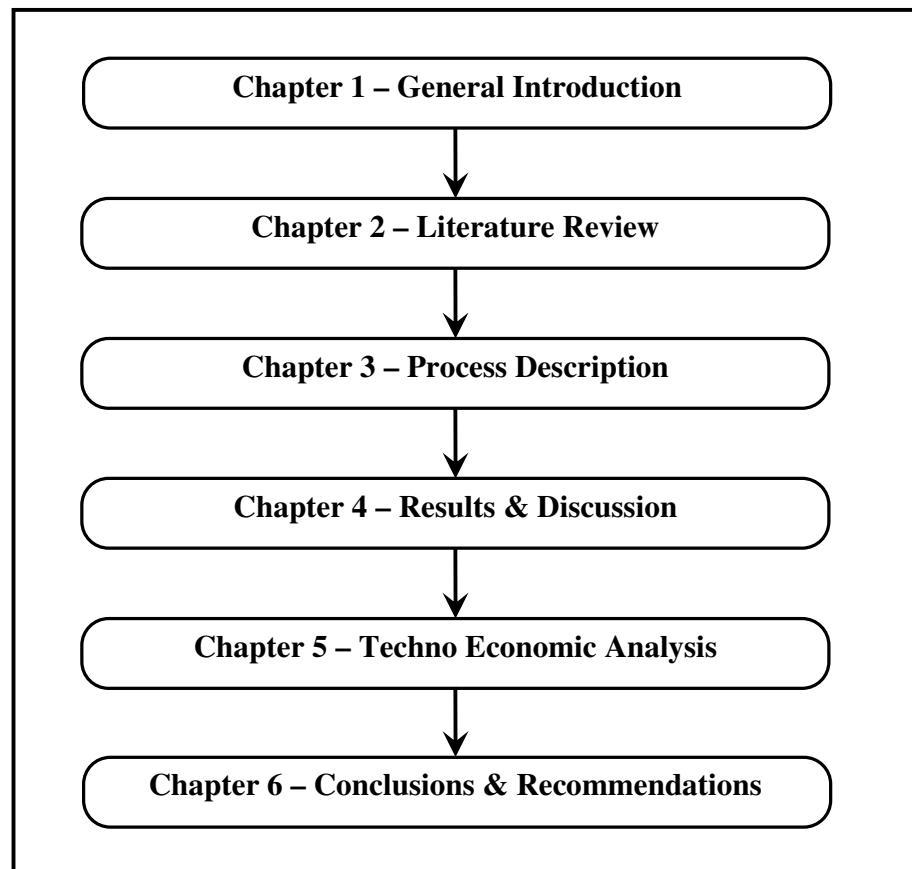 Chapter 1 – General Introduction
Chapter 2 – Literature Review
Chapter 3 – Process Description
Chapter 4 – Results & Discussion
Chapter 5 – Techno Economic Analysis
Chapter 6 – Conclusions & Recommendations